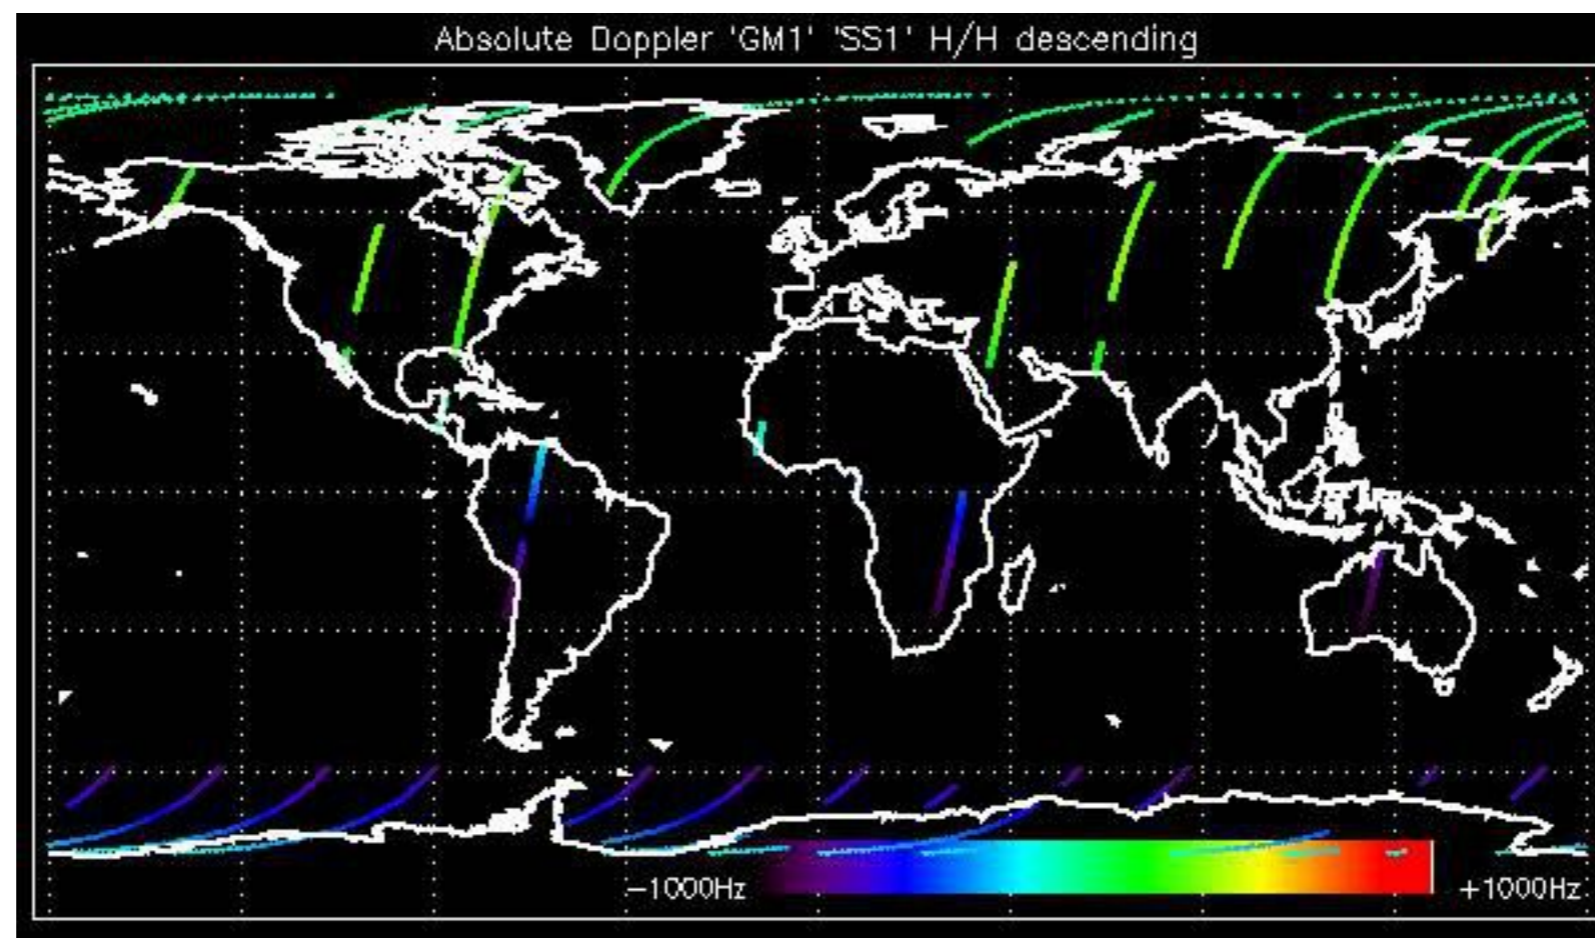 Absolute Doppler 'GM1' 'SS1' H/H descending
−1000Hz +1000Hz